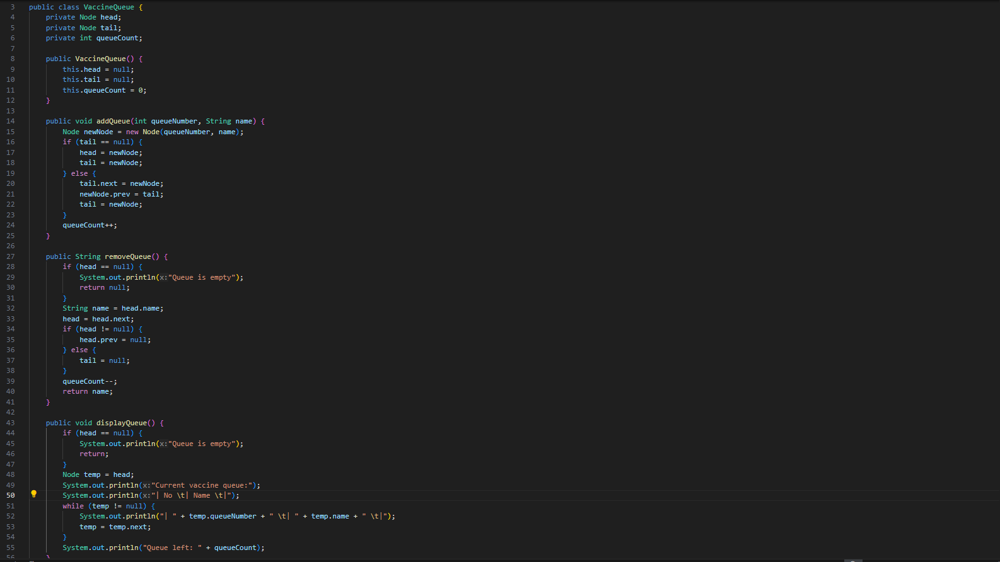 3 public class VaccineQueue {
4 private Node head;
5 private Node tail;
6 private int queueCount;
7
8 public VaccineQueue() {
9 this.head = null;
10 this.tail = null;
11 this.queueCount = 0;
12 }
13
14 public void addQueue(int queueNumber, String name) {
15 Node newNode = new Node(queueNumber, name);
16 if (tail == null) {
17 head = newNode;
18 tail = newNode;
19 } else {
20 tail.next = newNode;
21 newNode.prev = tail;
22 tail = newNode;
23 }
24 queueCount++;
25 }
26
27 public String removeQueue() {
28 if (head == null) {
29 System.out.println(x:"Queue is empty");
30 return null;
31 }
32 String name = head.name;
33 head = head.next;
34 if (head != null) {
35 head.prev = null;
36 } else {
37 tail = null;
38 }
39 queueCount--;
40 return name;
41 }
42
43 public void displayQueue() {
44 if (head == null) {
45 System.out.println(x:"Queue is empty");
46 return;
47 }
48 Node temp = head;
49 System.out.println(x:"Current vaccine queue:");
50 System.out.println(x:"| No \t| Name \t|");
51 while (temp != null) {
52 System.out.println("| " + temp.queueNumber + " \t| " + temp.name + " \t|");
53 temp = temp.next;
54 }
55 System.out.println("Queue left: " + queueCount);
56 }